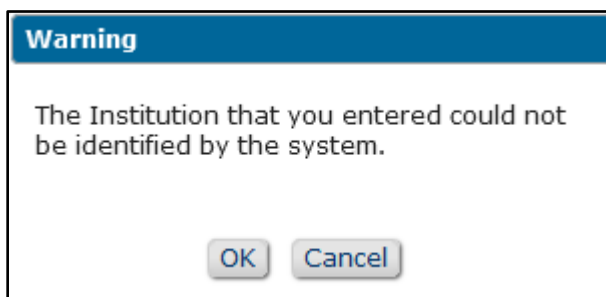 Warning
The Institution that you entered could not
be identified by the system.
OK Cancel